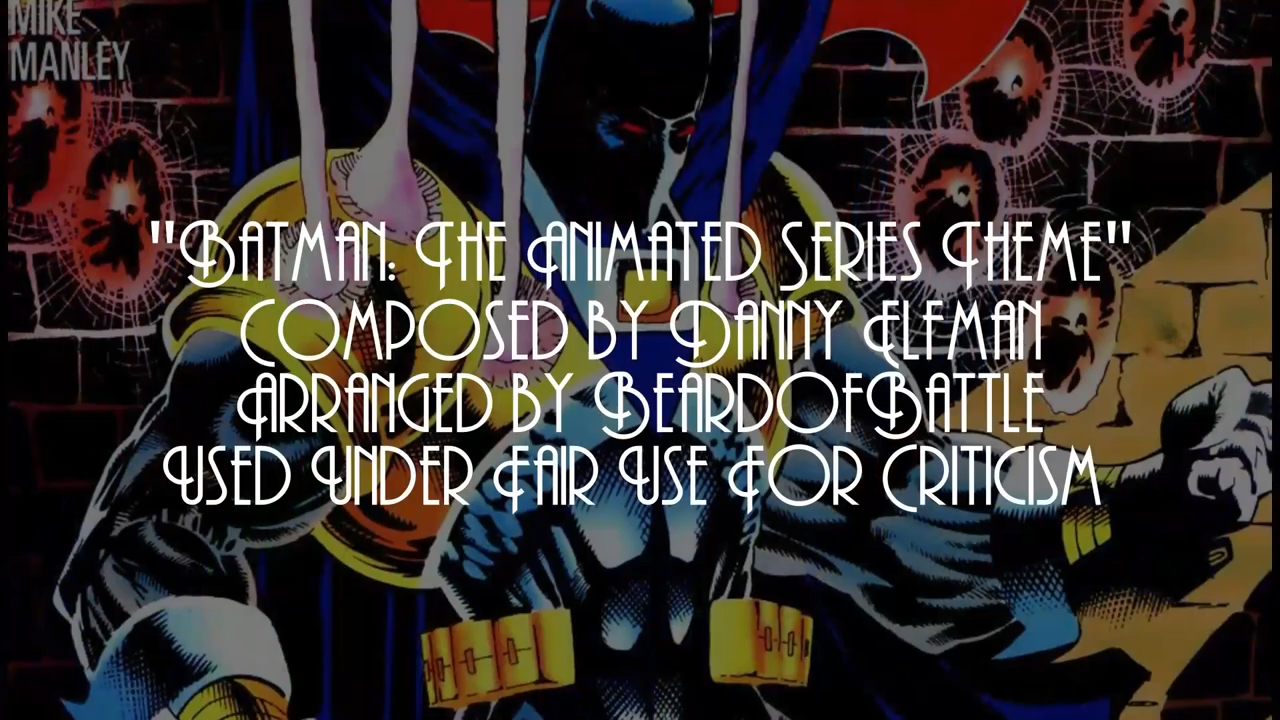 MIKE
MANLEY
"Batman: The Animated Series Theme"
Composed by Danny Elfman
Arranged by BeardofBattle
Used Under Fair Use For Criticism